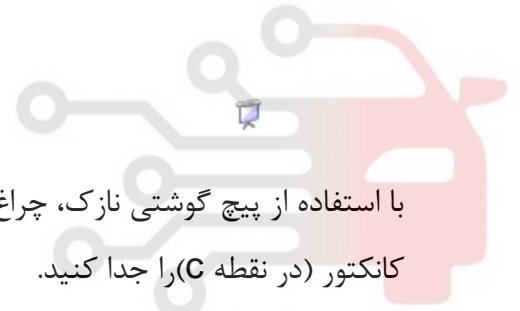 با استفاده از پیچ گوشتی نازک، چراغ
کانکتور (در نقطه C)را جدا کنید.